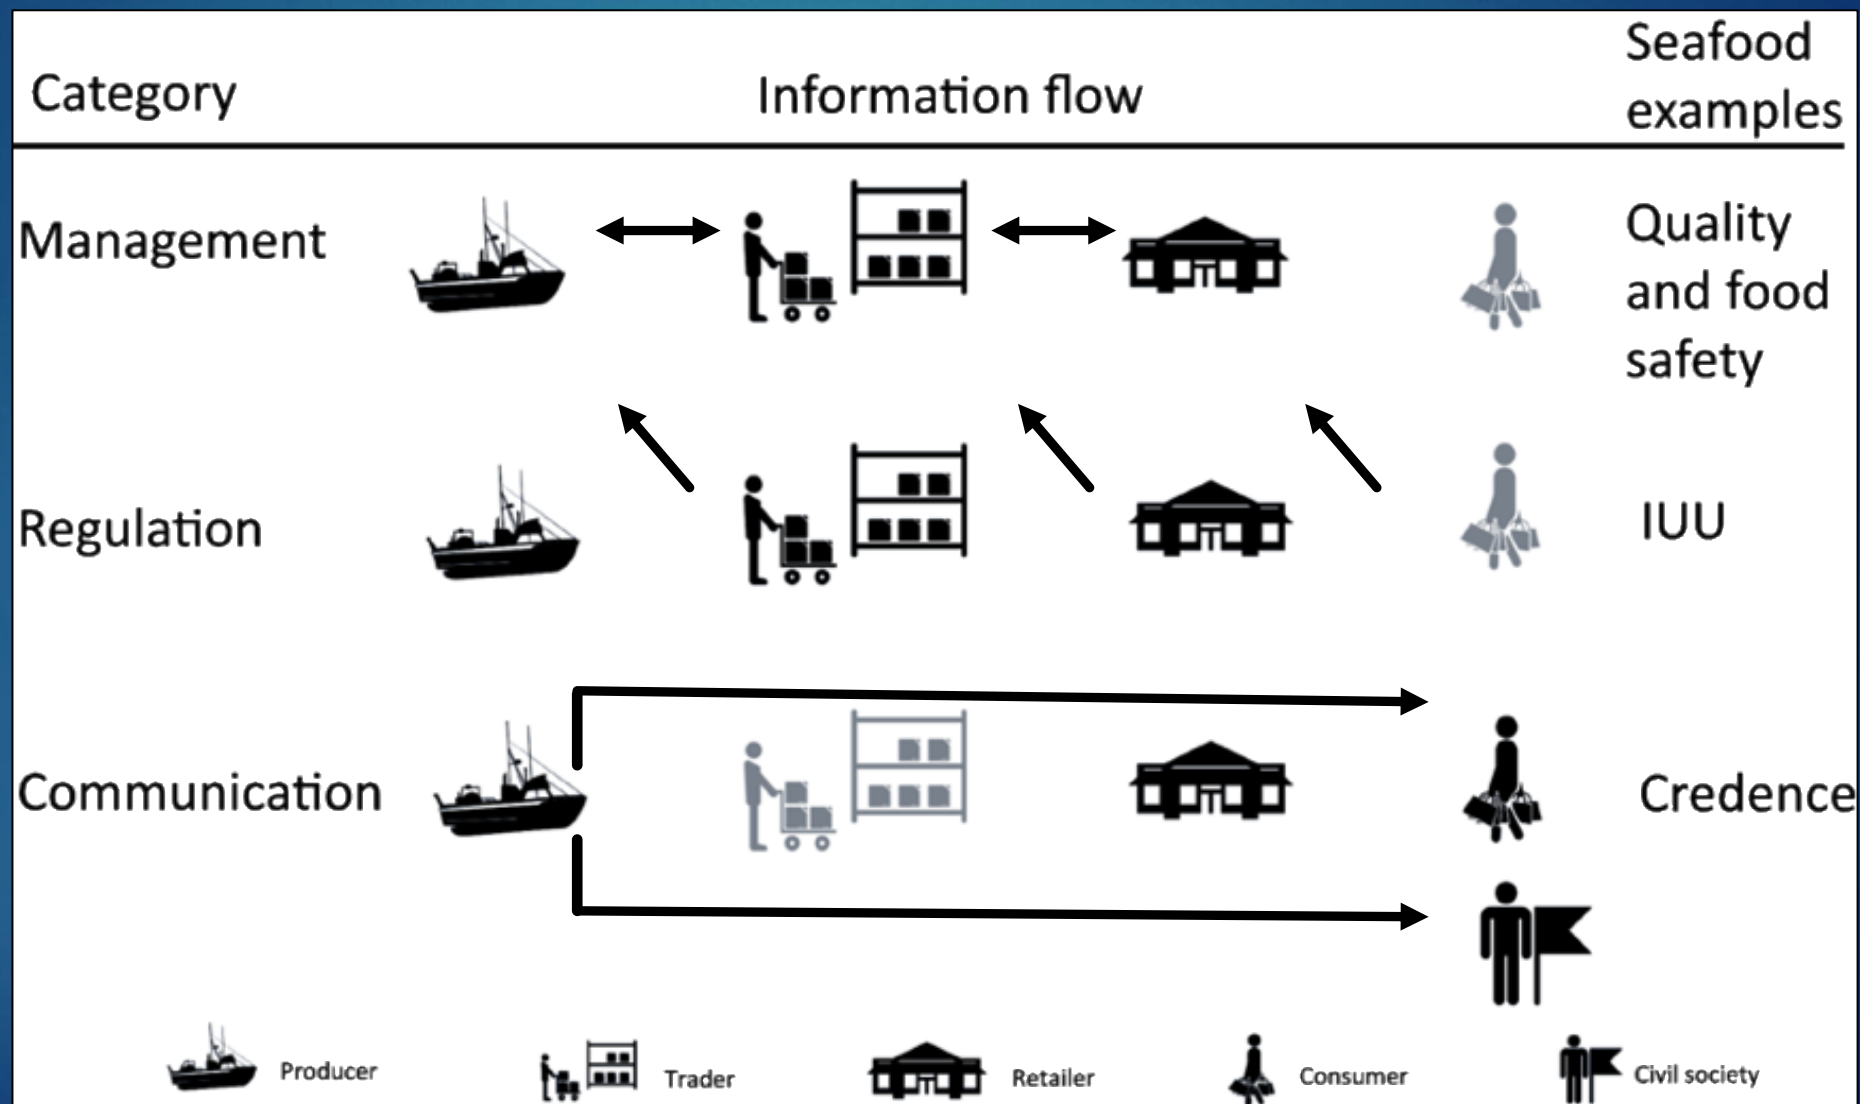 Category
Information flow
Seafood
examples
Management
Quality
and food
safety
Regulation
IUU
Communication
Credence
Producer
Trader
Retailer
Consumer
Civil society